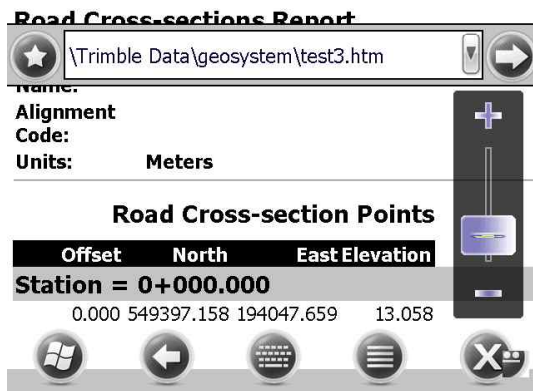 Road Cross-sections Report
\Trimble Data\geosystem\test3.htm
Name:
Alignment
Code:
Units: Meters
Road Cross-section Points
Offset North East Elevation
Station = 0+000.000
0.000 549397.158 194047.659 13.058
X